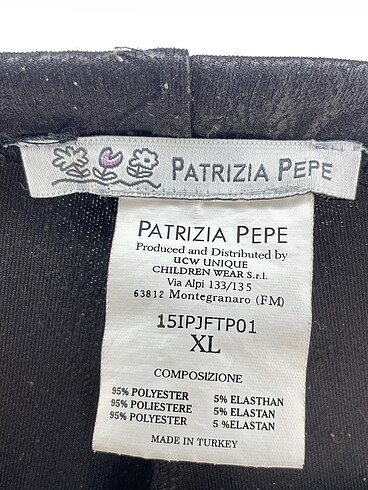 PATRIZIA PEPE
PATRIZIA PEPE
Produced and Distributed by
UCW UNIQUE
CHILDREN WEAR S.r.l.
Via Alpi 133/135
63812 Montegranaro (FM)
15IPJFTP01
XL
COMPOSIZIONE
95% POLYESTER 5% ELASTHAN
95% POLIESTERE 5% ELASTAN
95% POLYESTER 5 %ELASTAN
MADE IN TURKEY